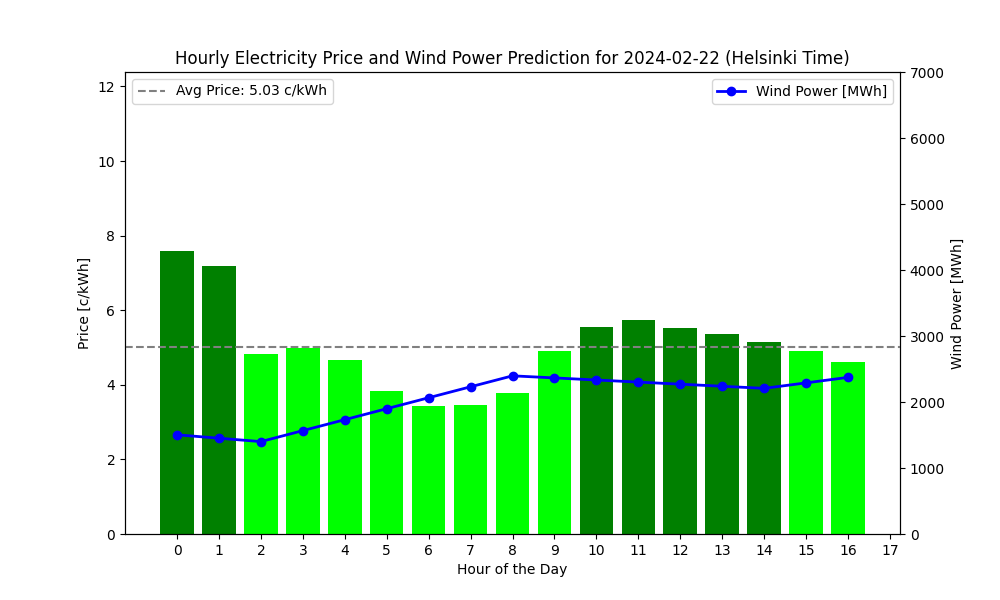 Hourly Electricity Price and Wind Power Prediction for 2024-02-22 (Helsinki Time)
Avg Price: 5.03 c/kWh
Wind Power [MWh]
Price [c/kWh]
12
10
8
6
4
2
0
7000
6000
5000
4000
3000
2000
1000
0
Wind Power [MWh]
0 1 2 3 4 5 6 7 8 9 10 11 12 13 14 15 16 17
Hour of the Day